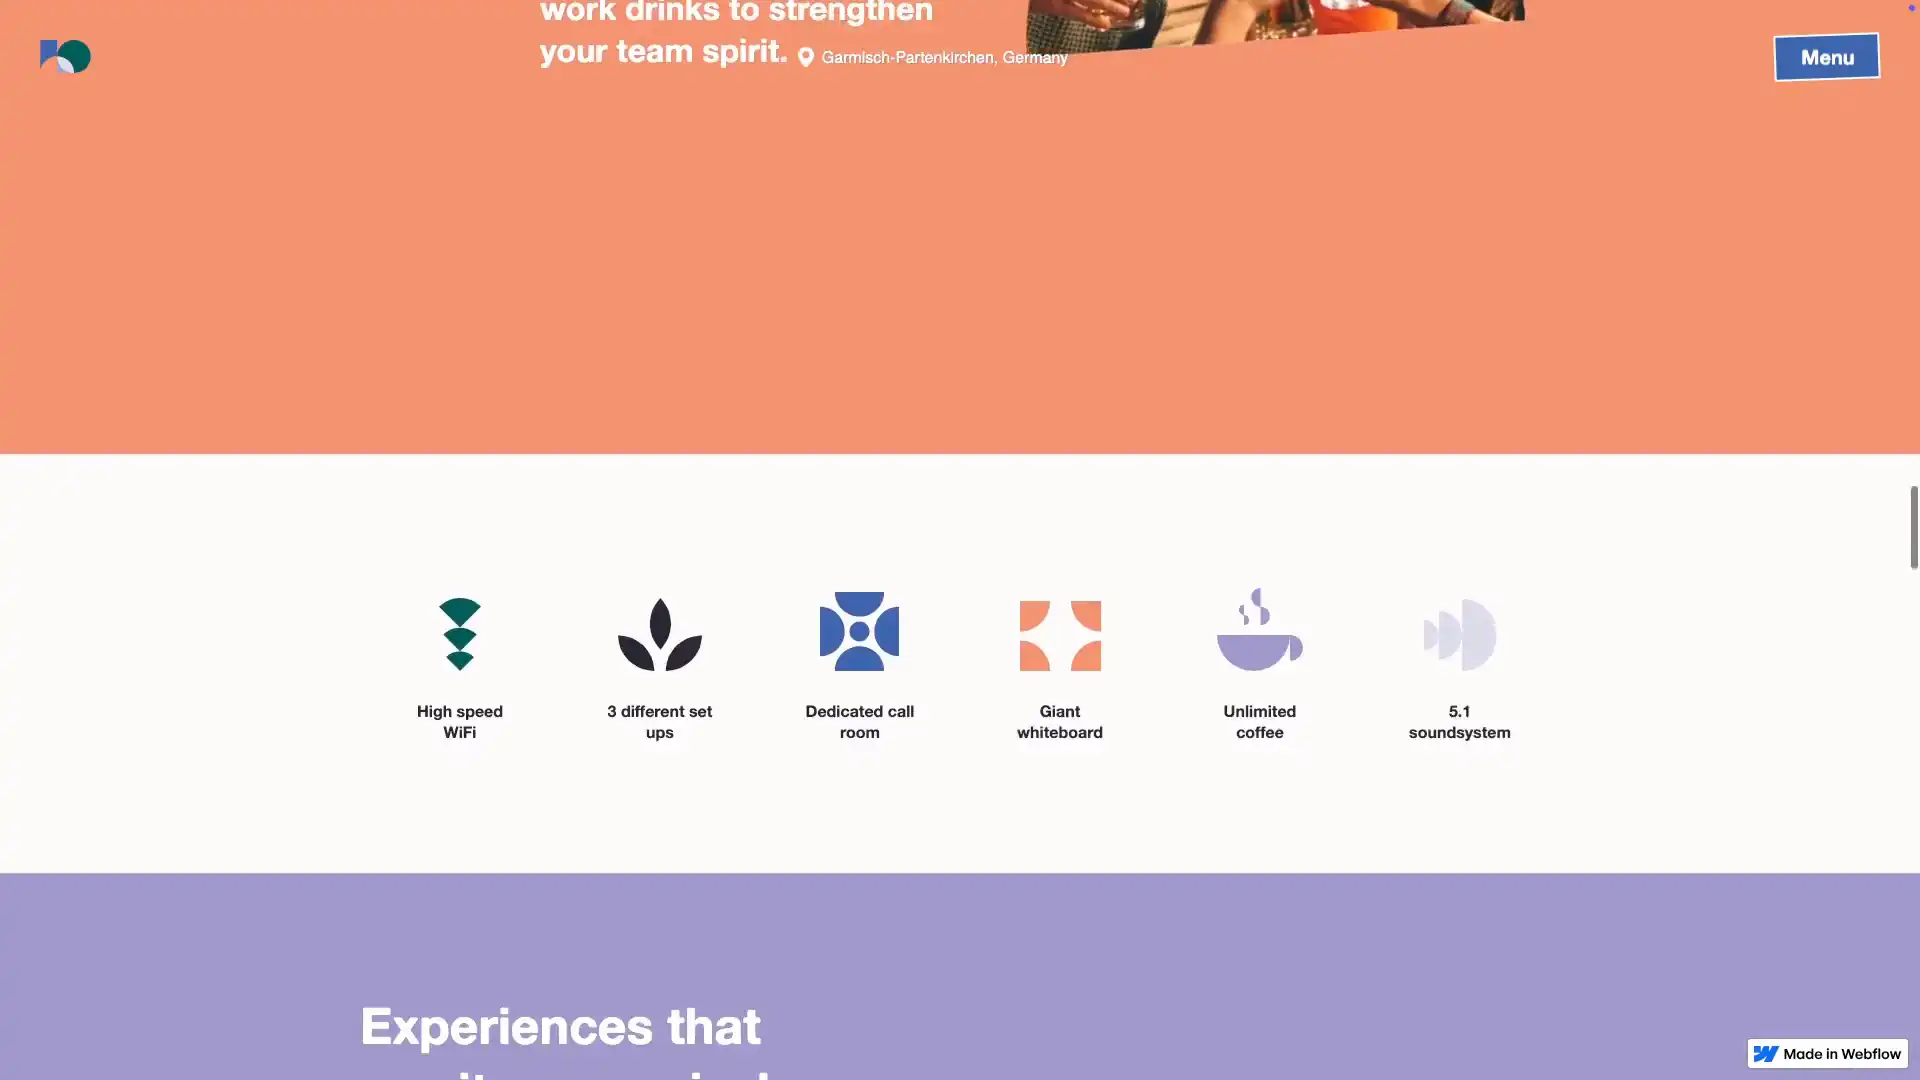 work drinks to strengthen
your team spirit.
Garmisch-Partenkirchen, Germany
Menu
High speed
WiFi
3 different set
ups
Dedicated call
room
Giant
whiteboard
Unlimited
coffee
5.1
soundsystem
Experiences that
Made in Webflow